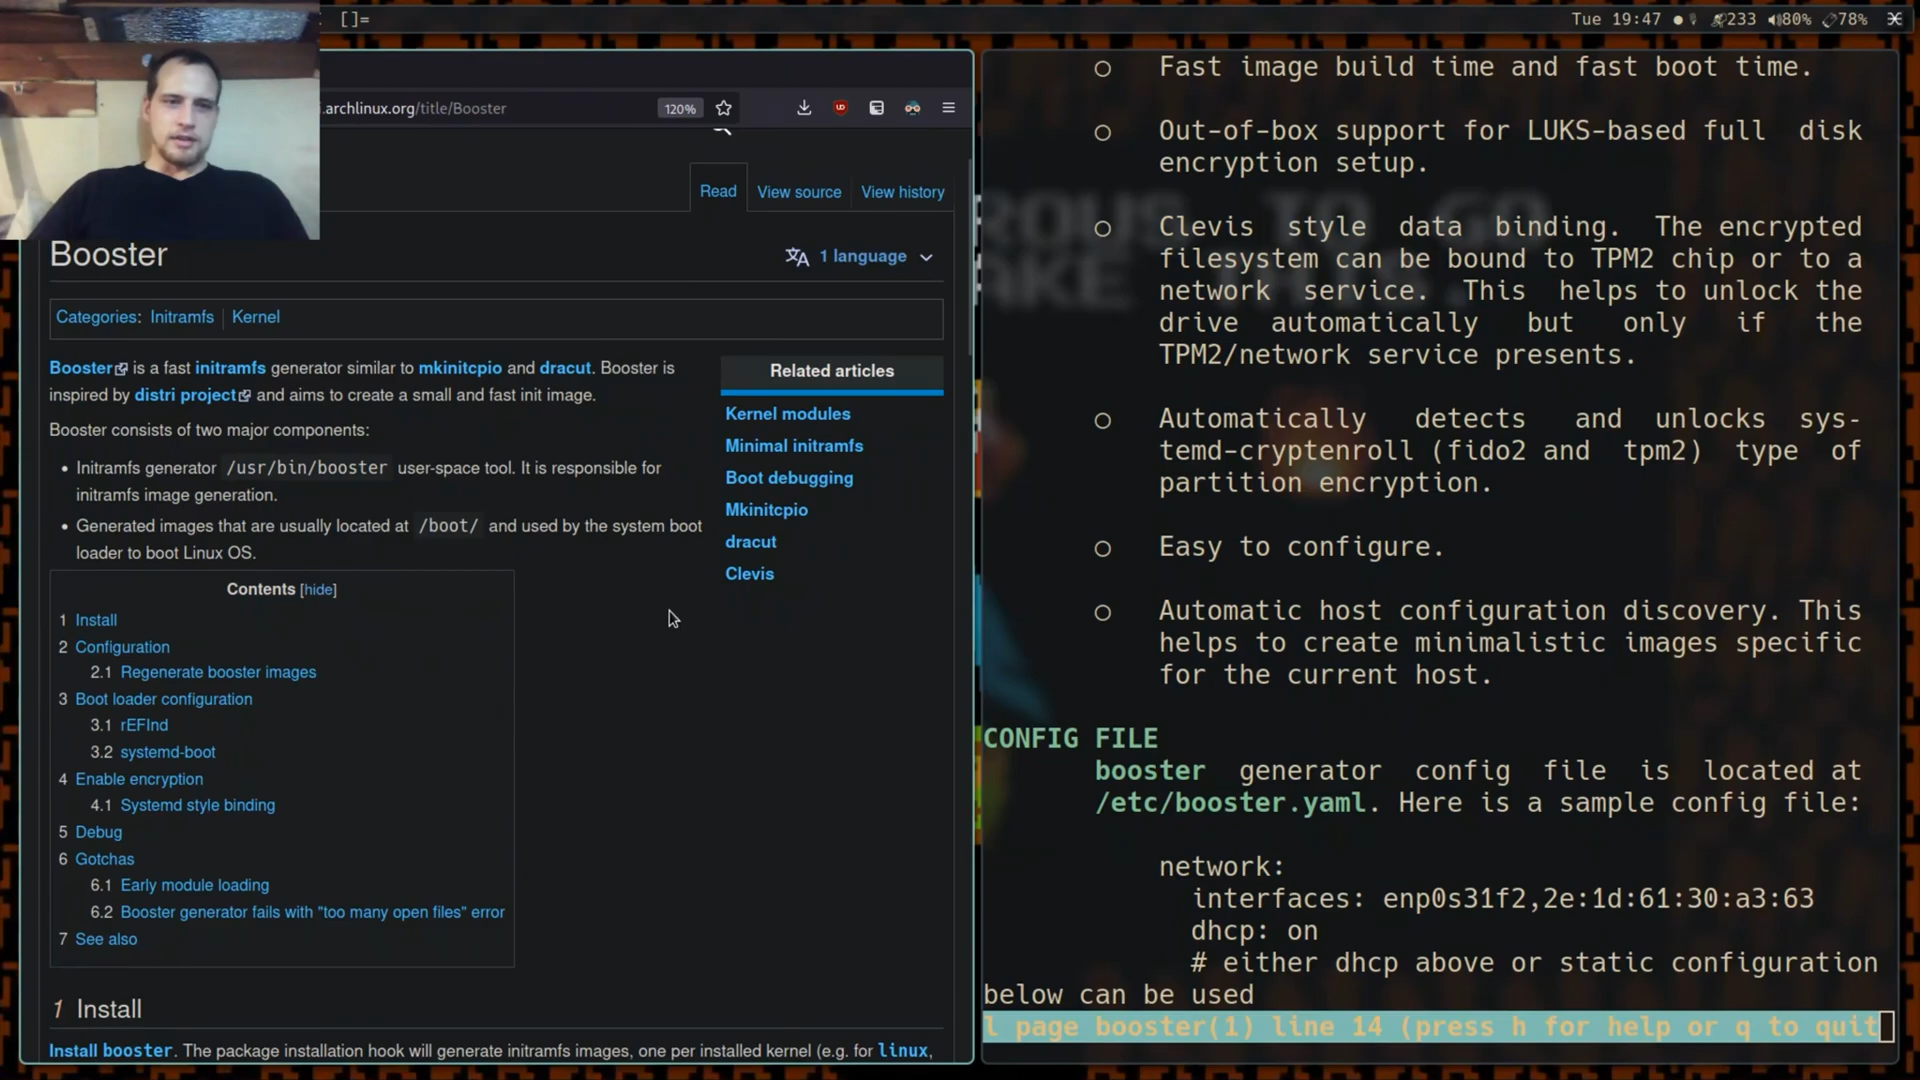 []=
Tue 19:47
233
80%
78%
.archlinux.org/title/Booster
120%
Read
View source
View history
Booster
1 language
Categories: Initramfs | Kernel
Booster is a fast initramfs generator similar to mkinitcpio and dracut. Booster is
inspired by distri project and aims to create a small and fast init image.
Booster consists of two major components:
• Initramfs generator /usr/bin/booster user-space tool. It is responsible for
initramfs image generation.
• Generated images that are usually located at /boot/ and used by the system boot
loader to boot Linux OS.
Related articles
Kernel modules
Minimal initramfs
Boot debugging
Mkinitcpio
dracut
Clevis
Contents [hide]
1 Install
2 Configuration
2.1 Regenerate booster images
3 Boot loader configuration
3.1 rEFInd
3.2 systemd-boot
4 Enable encryption
4.1 Systemd style binding
5 Debug
6 Gotchas
6.1 Early module loading
6.2 Booster generator fails with "too many open files" error
7 See also
1 Install
Install booster. The package installation hook will generate initramfs images, one per installed kernel (e.g. for linux,
○ Fast image build time and fast boot time.
○ Out-of-box support for LUKS-based full disk
encryption setup.
○ Clevis style data binding. The encrypted
filesystem can be bound to TPM2 chip or to a
network service. This helps to unlock the
drive automatically but only if the
TPM2/network service presents.
○ Automatically detects and unlocks sys-
temd-cryptenroll (fido2 and tpm2) type of
partition encryption.
○ Easy to configure.
○ Automatic host configuration discovery. This
helps to create minimalistic images specific
for the current host.
CONFIG FILE
booster generator config file is located at
/etc/booster.yaml. Here is a sample config file:
network:
interfaces: enp0s31f2,2e:1d:61:30:a3:63
dhcp: on
# either dhcp above or static configuration
below can be used
l page booster(1) line 14 (press h for help or q to quit